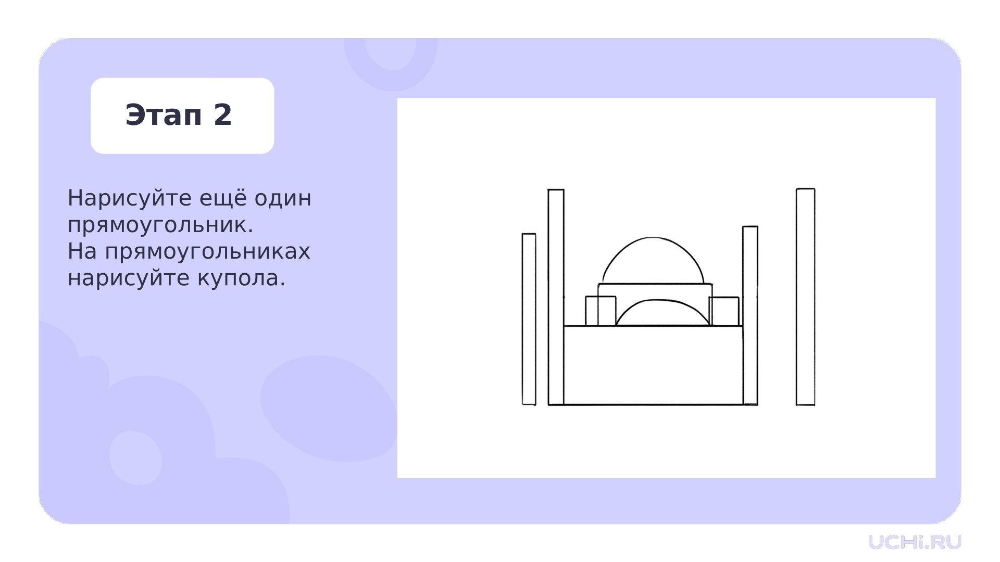 Этап 2
Нарисуйте ещё один
прямоугольник.
На прямоугольниках
нарисуйте купола.
UCHi.RU